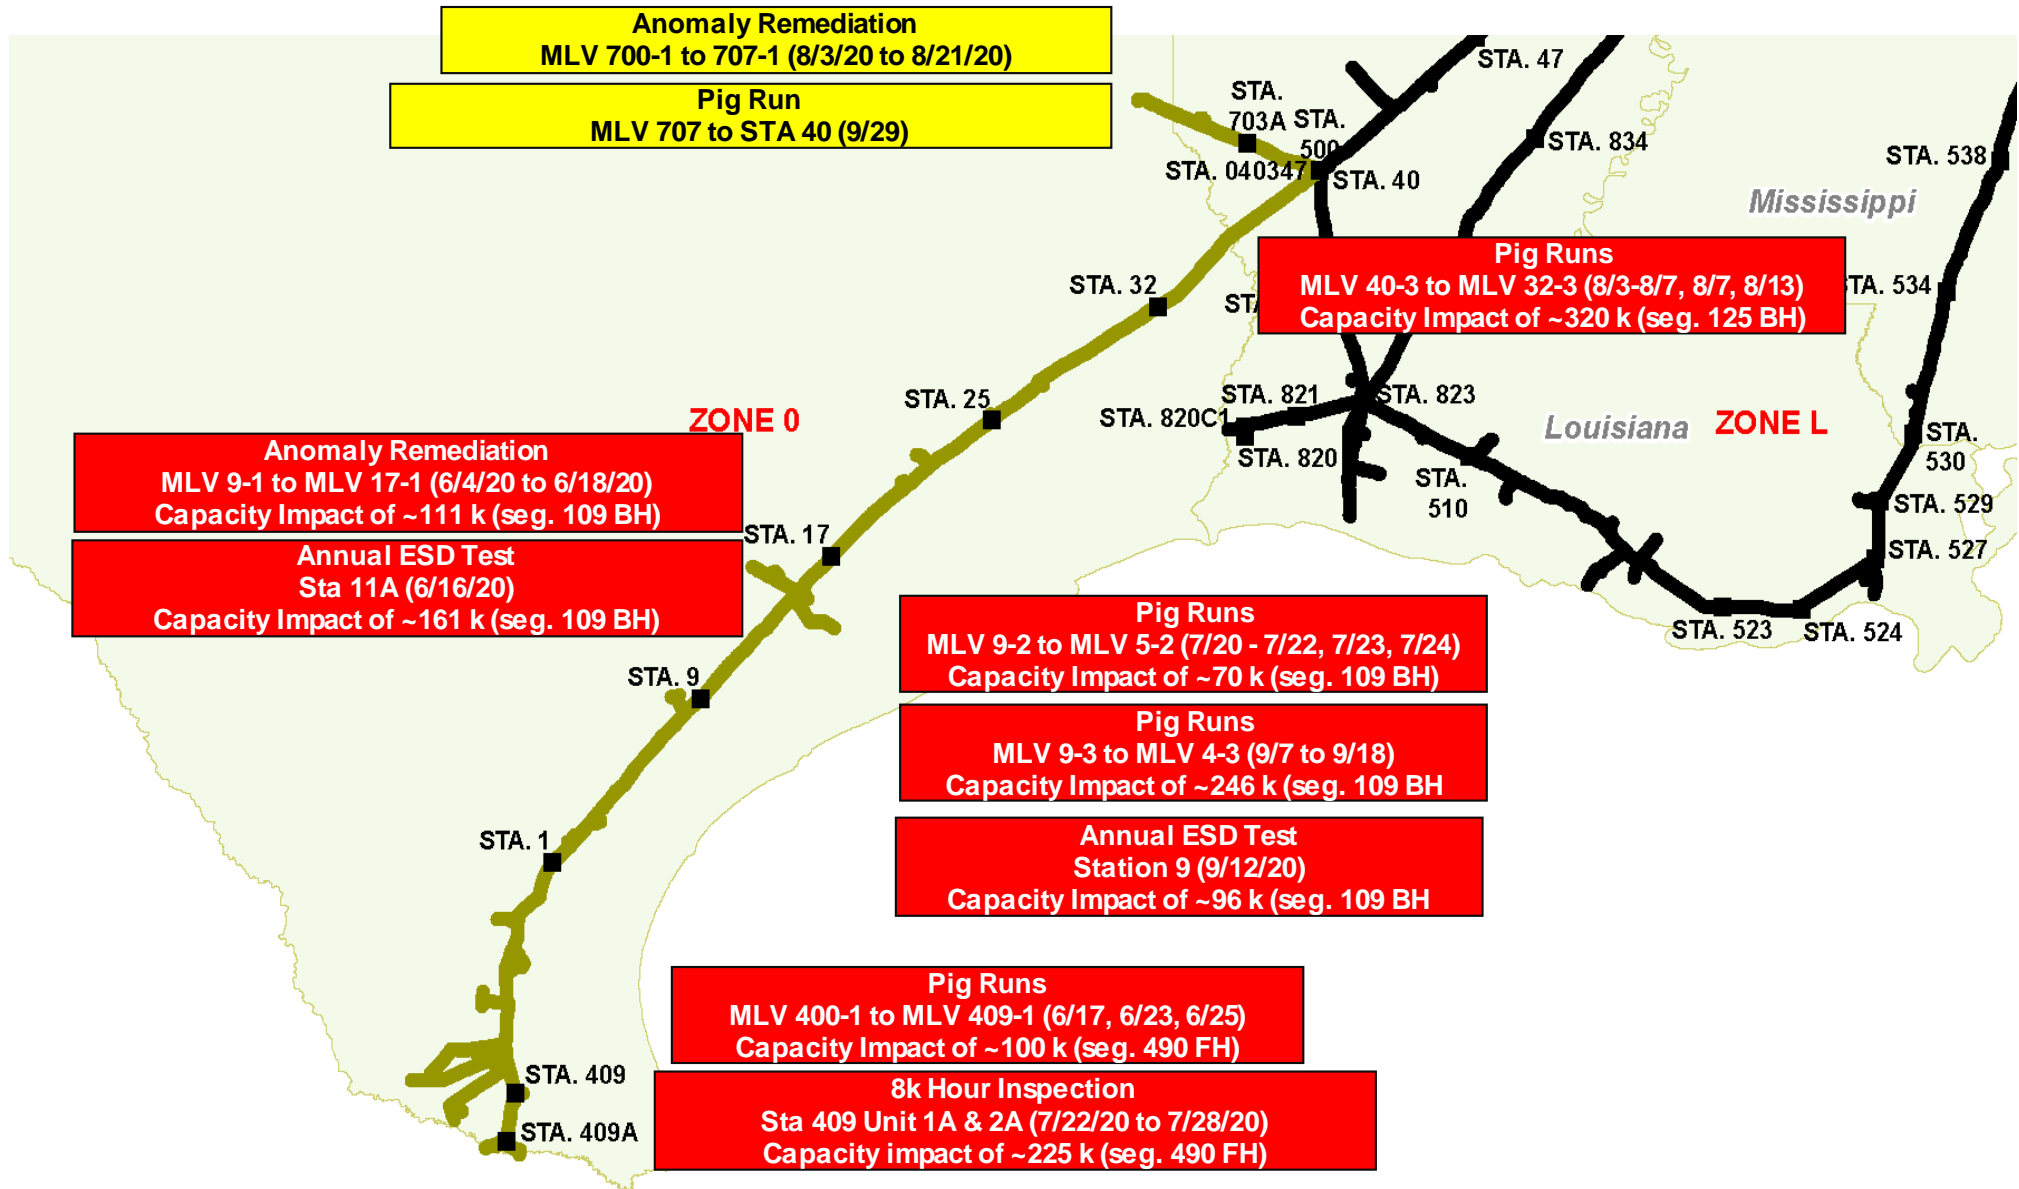 Anomaly Remediation
MLV 700-1 to 707-1 (8/3/20 to 8/21/20)
Pig Run
MLV 707 to STA 40 (9/29)
STA. 47
STA.
703A
STA.
500
STA. 834
STA. 538
STA. 040347
STA. 40
Mississippi
Pig Runs
MLV 40-3 to MLV 32-3 (8/3-8/7, 8/7, 8/13)
Capacity Impact of ~320 k (seg. 125 BH)
STA. 534
STA. 32
STA. 25
ZONE 0
STA. 821
STA. 823
STA. 820C1
STA. 820
Louisiana
ZONE L
STA.
530
STA.
510
STA. 529
STA. 527
STA. 523
STA. 524
Anomaly Remediation
MLV 9-1 to MLV 17-1 (6/4/20 to 6/18/20)
Capacity Impact of ~111 k (seg. 109 BH)
STA. 17
Annual ESD Test
Sta 11A (6/16/20)
Capacity Impact of ~161 k (seg. 109 BH)
STA. 9
Pig Runs
MLV 9-2 to MLV 5-2 (7/20 - 7/22, 7/23, 7/24)
Capacity Impact of ~70 k (seg. 109 BH)
Pig Runs
MLV 9-3 to MLV 4-3 (9/7 to 9/18)
Capacity Impact of ~246 k (seg. 109 BH
STA. 1
Annual ESD Test
Station 9 (9/12/20)
Capacity Impact of ~96 k (seg. 109 BH
Pig Runs
MLV 400-1 to MLV 409-1 (6/17, 6/23, 6/25)
Capacity Impact of ~100 k (seg. 490 FH)
STA. 409
8k Hour Inspection
Sta 409 Unit 1A & 2A (7/22/20 to 7/28/20)
Capacity impact of ~225 k (seg. 490 FH)
STA. 409A